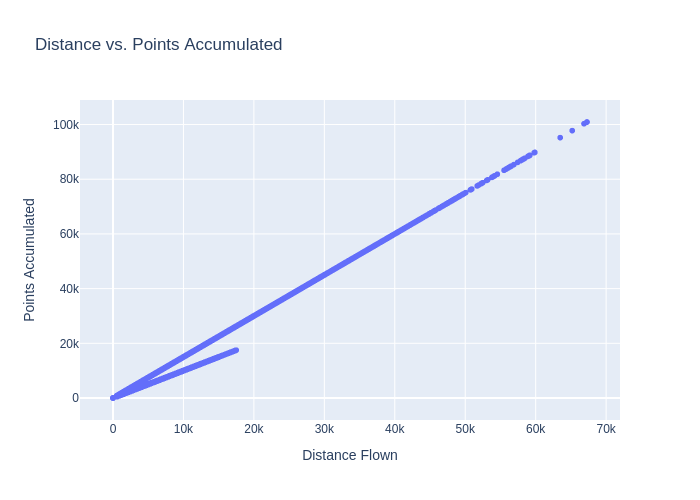 Distance vs. Points Accumulated
100k
80k
60k
40k
20k
0
Points Accumulated
0 10k 20k 30k 40k 50k 60k 70k
Distance Flown